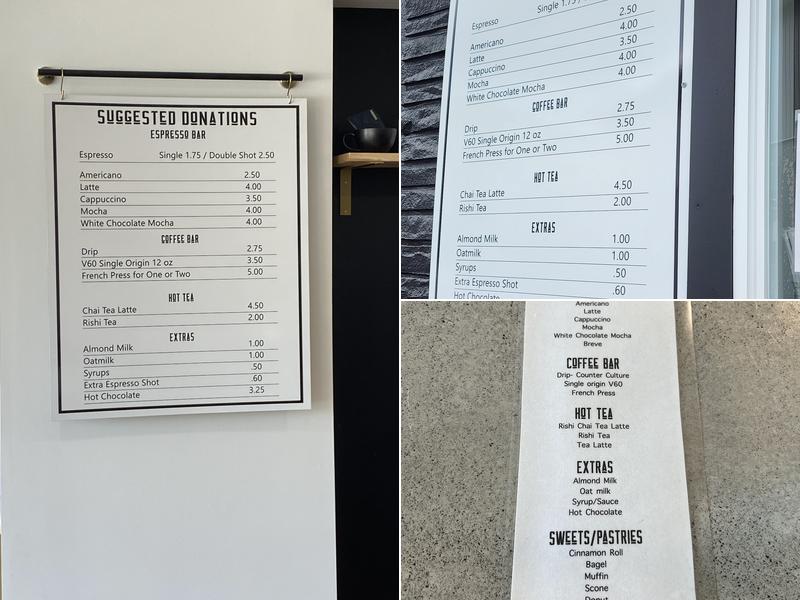 SUGGESTED DONATIONS
ESPRESSO BAR
Espresso Single 1.75 / Double Shot 2.50
Americano 2.50
Latte 4.00
Cappuccino 3.50
Mocha 4.00
White Chocolate Mocha 4.00
COFFEE BAR
Drip 2.75
V60 Single Origin 12 oz 3.50
French Press for One or Two 5.00
HOT TEA
Chai Tea Latte 4.50
Rishi Tea 2.00
EXTRAS
Almond Milk 1.00
Oatmilk 1.00
Syrups .50
Extra Espresso Shot .60
Hot Chocolate 3.25
Espresso Single 1.75 /
Americano 2.50
Latte 4.00
Cappuccino 3.50
Mocha 4.00
White Chocolate Mocha 4.00
COFFEE BAR
Drip 2.75
V60 Single Origin 12 oz 3.50
French Press for One or Two 5.00
HOT TEA
Chai Tea Latte 4.50
Rishi Tea 2.00
EXTRAS
Almond Milk 1.00
Oatmilk 1.00
Syrups .50
Extra Espresso Shot .60
Hot Chocolate
Americano
Latte
Cappuccino
Mocha
White Chocolate Mocha
Breve
COFFEE BAR
Drip- Counter Culture
Single origin V60
French Press
HOT TEA
Rishi Chai Tea Latte
Rishi Tea
Tea Latte
EXTRAS
Almond Milk
Oat milk
Syrup/Sauce
Hot Chocolate
SWEETS/PASTRIES
Cinnamon Roll
Bagel
Muffin
Scone
Donut